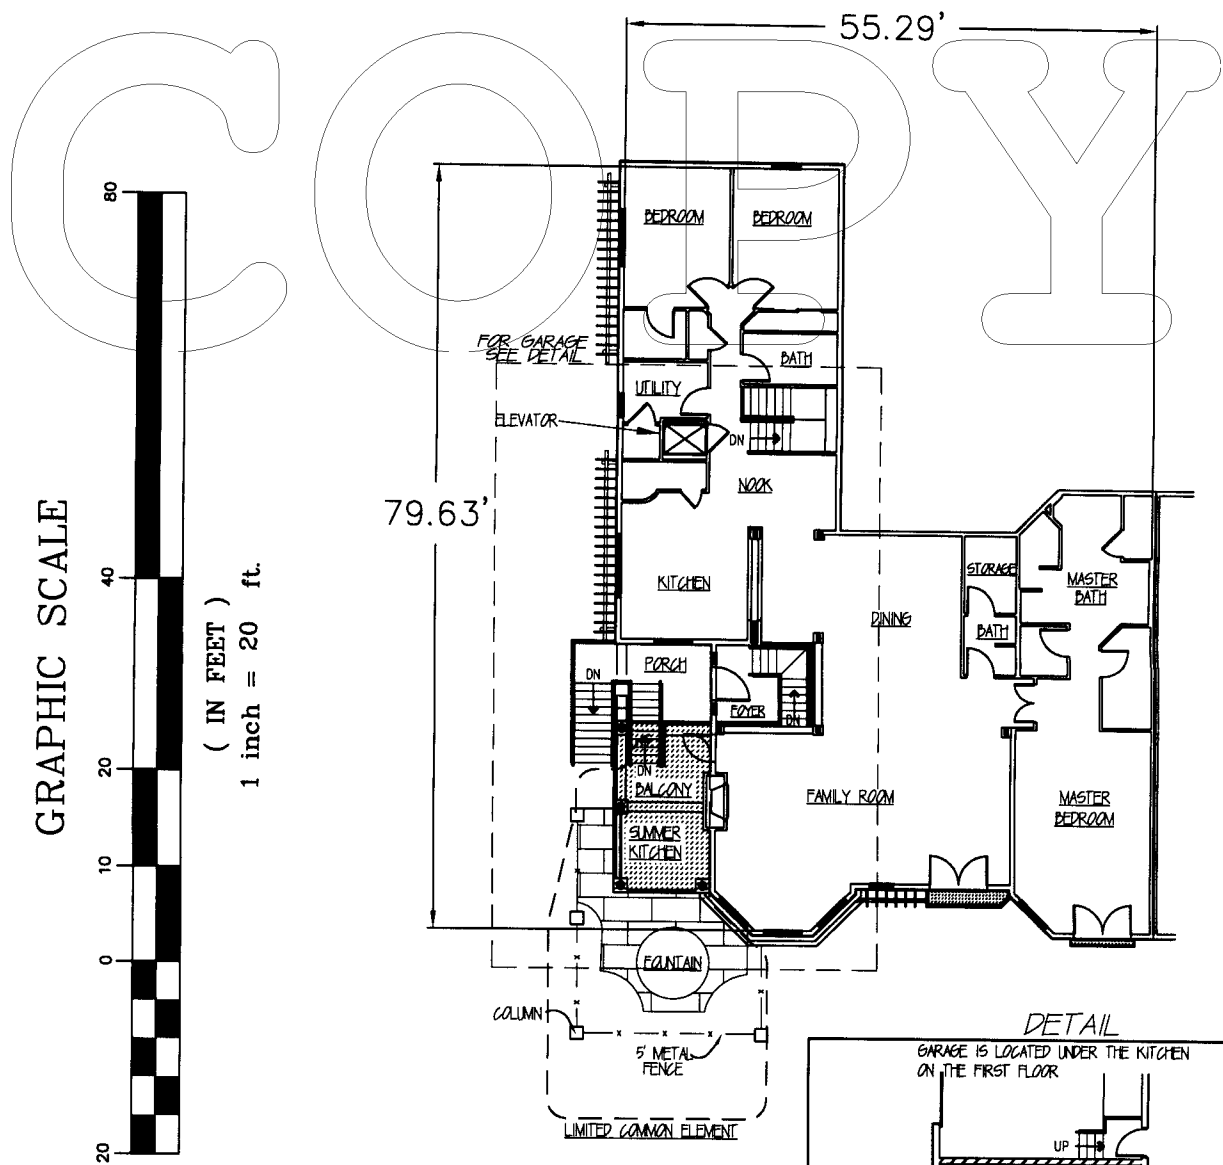 COPY
55.29'
80
BEDROOM
BEDROOM
FOR GARAGE
SEE DETAIL
BATH
UTILITY
ELEVATOR
DN
NOOK
79.63'
GRAPHIC SCALE
( IN FEET )
1 inch = 20 ft.
40
KITCHEN
STORAGE
MASTER
BATH
DINING
BATH
PORCH
DN
FOYER
DN
20
DN
BALCONY
FAMILY ROOM
MASTER
BEDROOM
SUMMER
KITCHEN
10
0
FOUNTAIN
COLUMN
5' METAL
FENCE
DETAIL
GARAGE IS LOCATED UNDER THE KITCHEN
ON THE FIRST FLOOR
LIMITED COMMON ELEMENT
UP
20